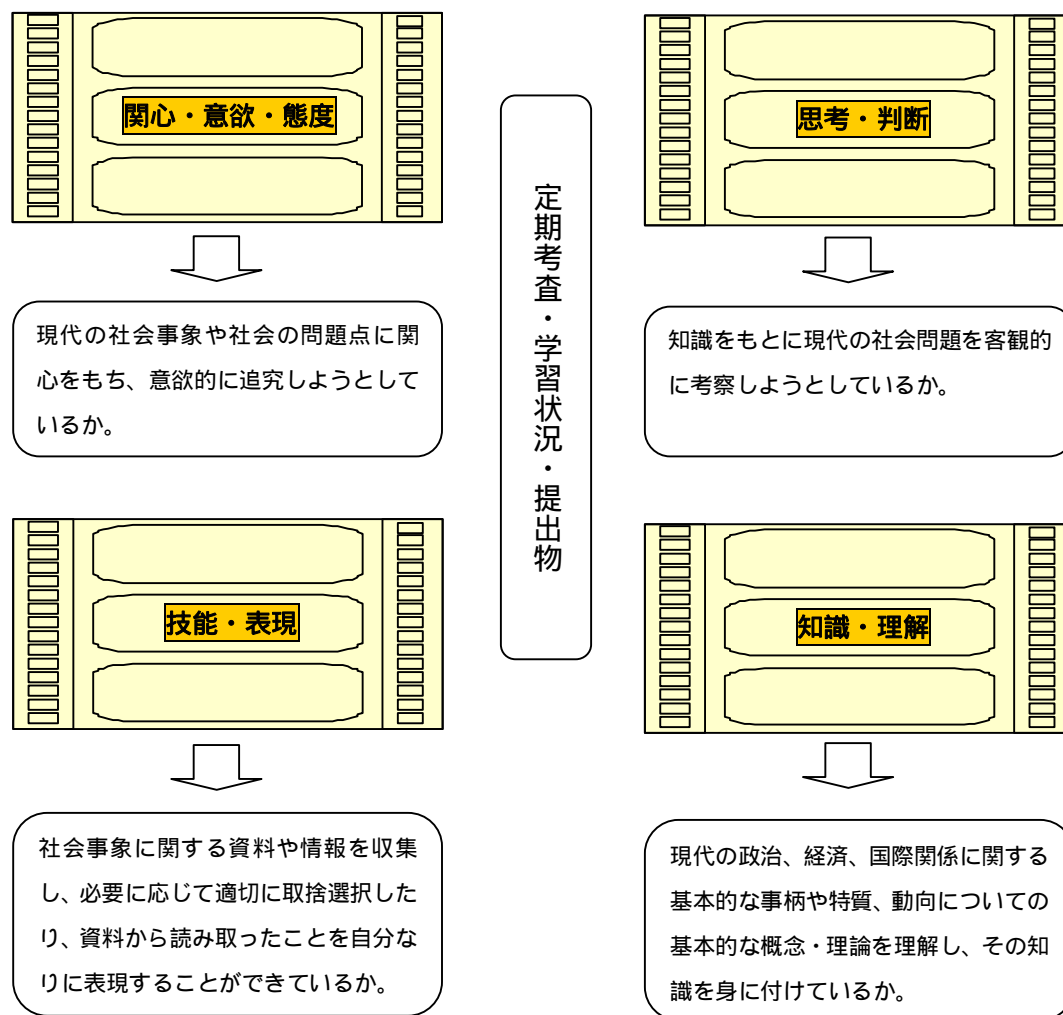 関心・意欲・態度
現代の社会事象や社会の問題点に関
心をもち、意欲的に追究しようとして
いるか。
定期考査・学習状況・提出物
思考・判断
知識をもとに現代の社会問題を客観的
に考察しようとしているか。
技能・表現
社会事象に関する資料や情報を収集
し、必要に応じて適切に取捨選択した
り、資料から読み取ったことを自分な
りに表現することができているか。
知識・理解
現代の政治、経済、国際関係に関する
基本的な事柄や特質、動向についての
基本的な概念・理論を理解し、その知
識を身に付けているか。